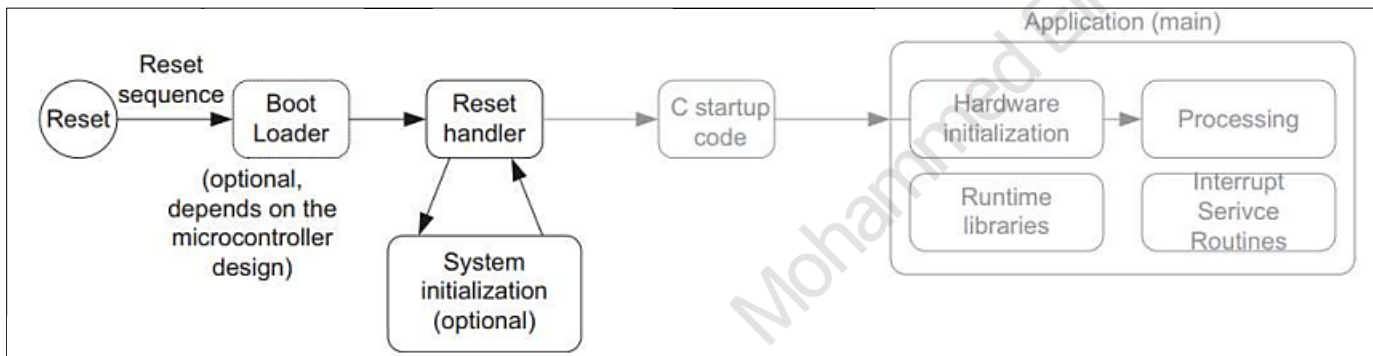 Application (main)
Reset
Reset
sequence
Boot
Loader
(optional,
depends on the
microcontroller
design)
Reset
handler
System
initialization
(optional)
C startup
code
Hardware
initialization
Processing
Runtime
libraries
Interrupt
Serivce
Routines
Mohammed